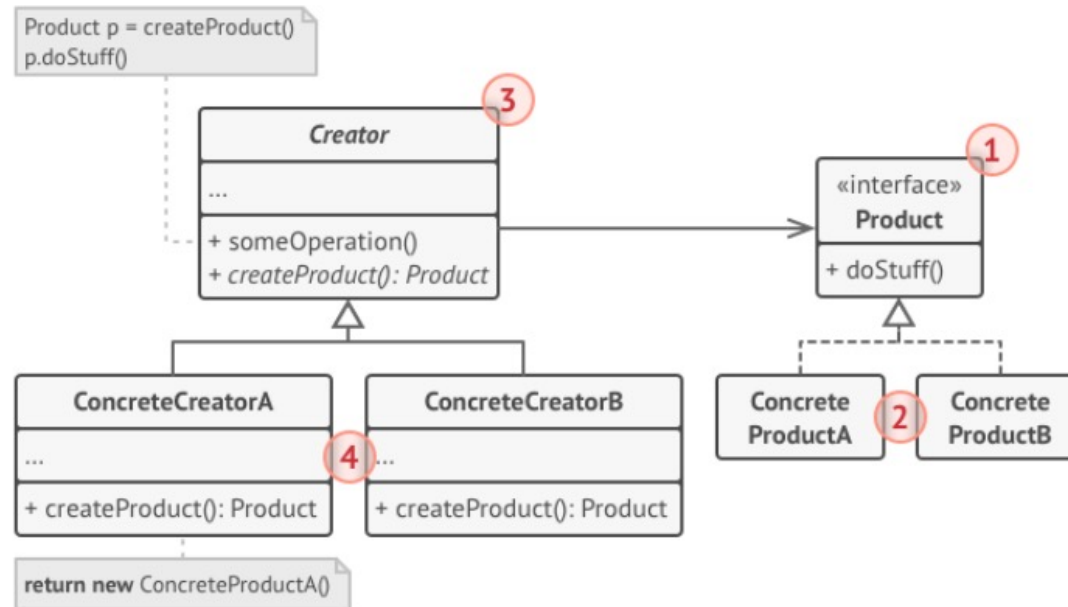 Product p = createProduct()
p.doStuff()
3
Creator
...
+ someOperation()
+ createProduct(): Product
1
«interface»
Product
+ doStuff()
ConcreteCreatorA
...
+ createProduct(): Product
4
ConcreteCreatorB
...
+ createProduct(): Product
Concrete
ProductA
2
Concrete
ProductB
return new ConcreteProductA()